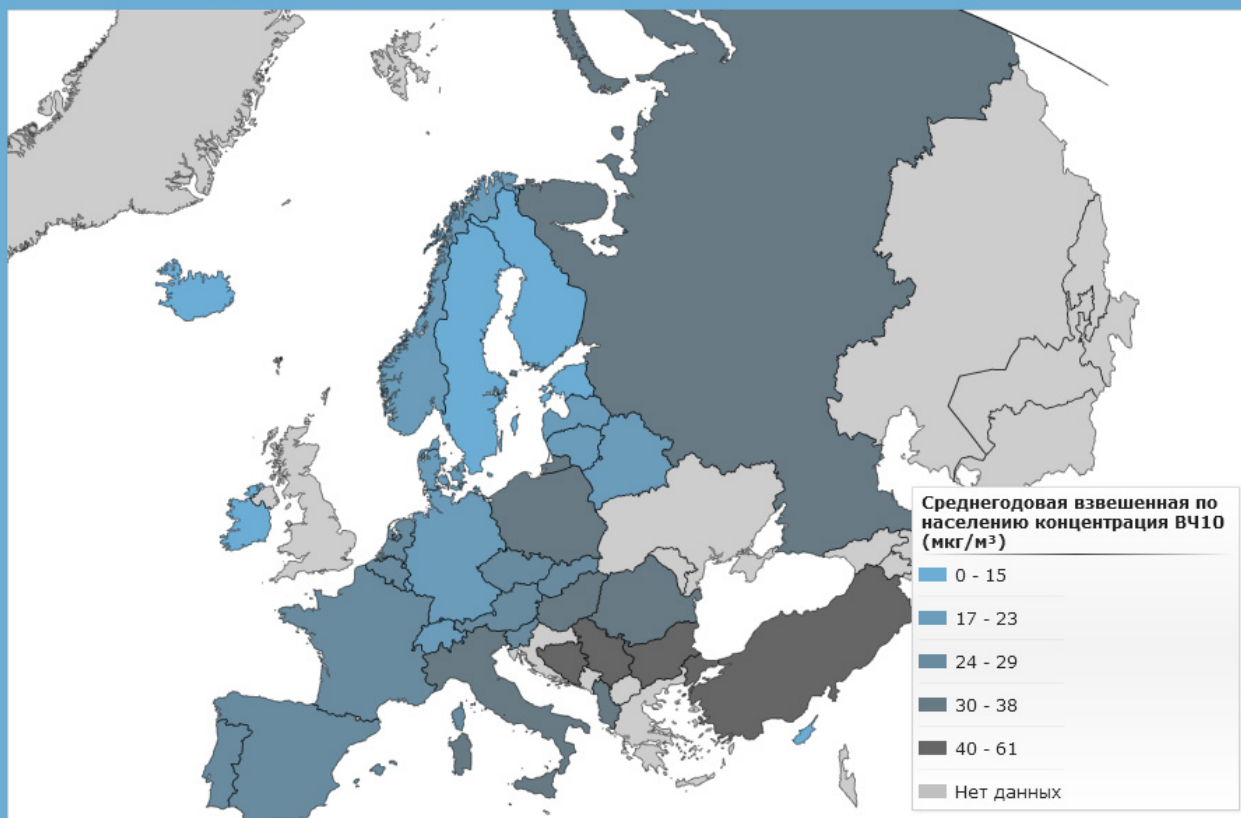 Среднегодовая взвешенная по
населению концентрация ВЧ10
(мкг/м³)
0 - 15
17 - 23
24 - 29
30 - 38
40 - 61
Нет данных